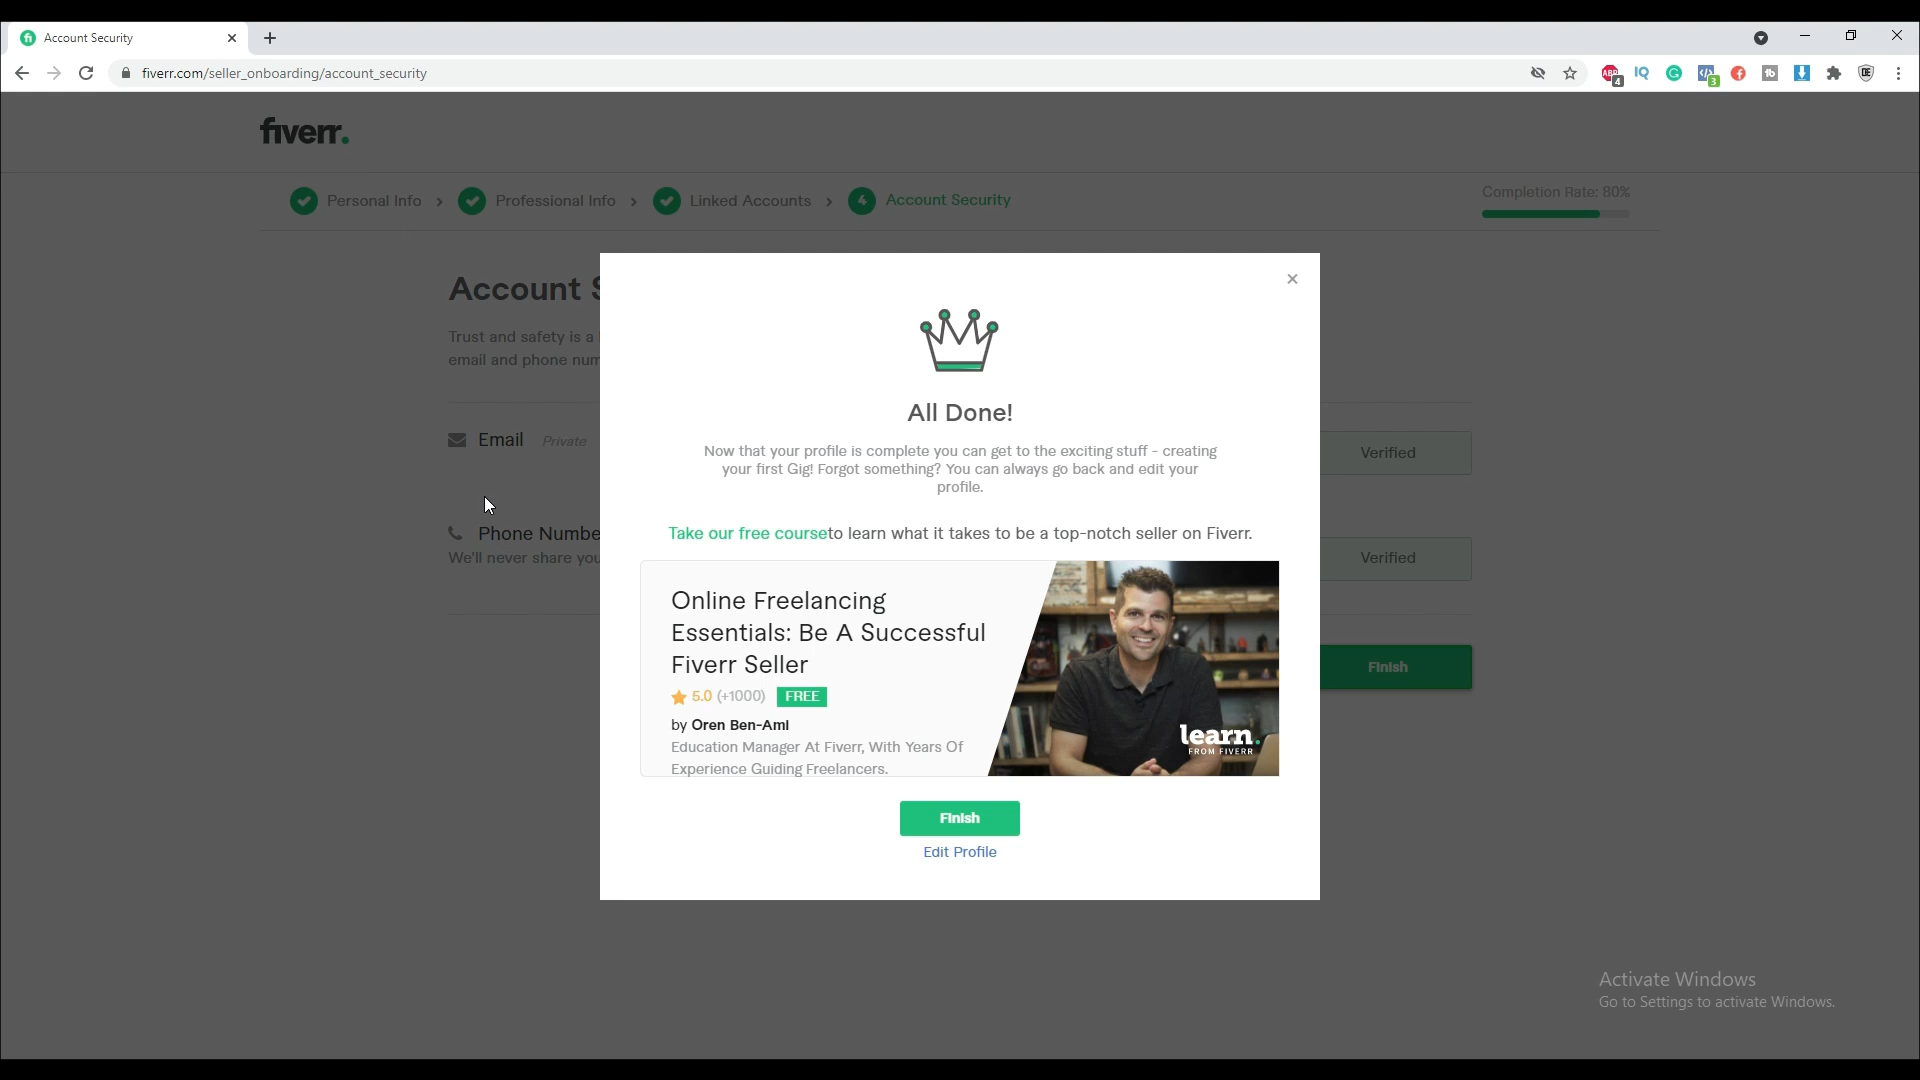 Account Security
fiverr.com/seller_onboarding/account_security
ABP
4
IQ
3
fiverr.
Personal Info
Professional Info
Linked Accounts
4
Account Security
Completion Rate: 80%
Account S
Trust and safety is a
email and phone num
Email Private
Verified
Phone Numbe
We'll never share you
Verified
Finish
All Done!
Now that your profile is complete you can get to the exciting stuff - creating
your first Gig! Forgot something? You can always go back and edit your
profile.
Take our free courseto learn what it takes to be a top-notch seller on Fiverr.
Online Freelancing
Essentials: Be A Successful
Fiverr Seller
5.0 (+1000) FREE
by Oren Ben-Ami
Education Manager At Fiverr, With Years Of
Experience Guiding Freelancers.
learn.
FROM FIVERR
Finish
Edit Profile
Activate Windows
Go to Settings to activate Windows.